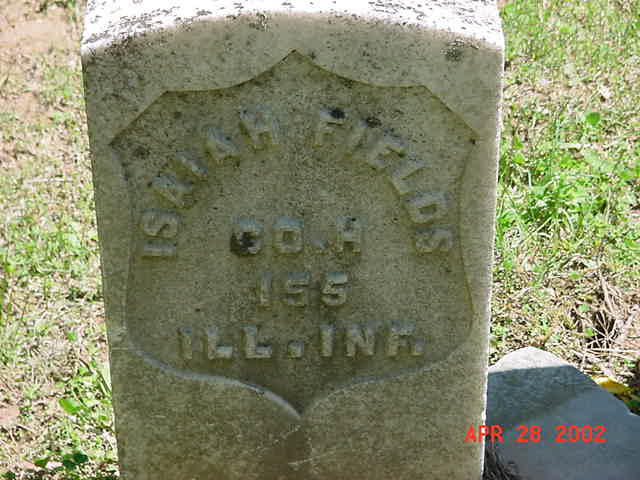 ISAIAH FIELDS
CO. H
155
ILL. INF.
APR 28 2002